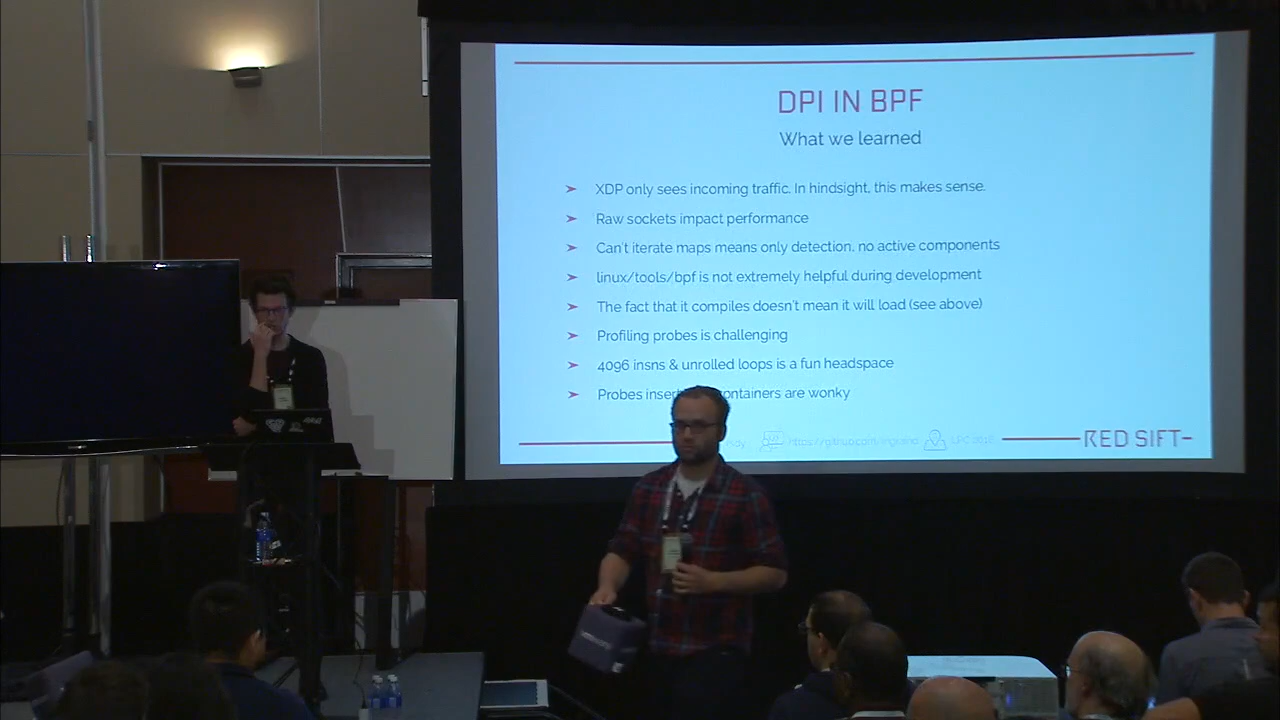 DPI IN BPF
What we learned
➤ XDP only sees incoming traffic. In hindsight, this makes sense.
➤ Raw sockets impact performance
➤ Can't iterate maps means only detection, no active components
➤ linux/tools/bpf is not extremely helpful during development
➤ The fact that it compiles doesn't mean it will load (see above)
➤ Profiling probes is challenging
➤ 4096 insns & unrolled loops is a fun headspace
➤ Probes containers are wonky
LPC 2018
RED SIFT